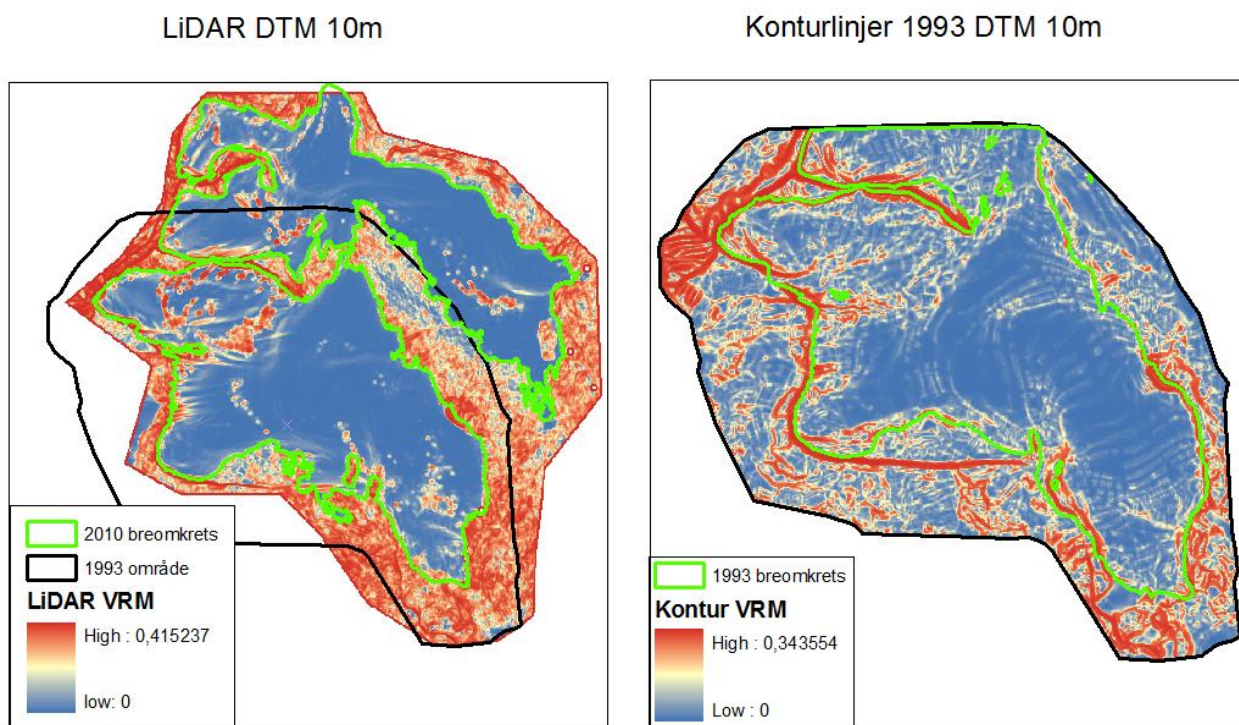 LiDAR DTM 10m
Konturlinjer 1993 DTM 10m
2010 breomkrets
1993 område
LiDAR VRM
High : 0,415237
low: 0
1993 breomkrets
Kontur VRM
High : 0,343554
Low : 0